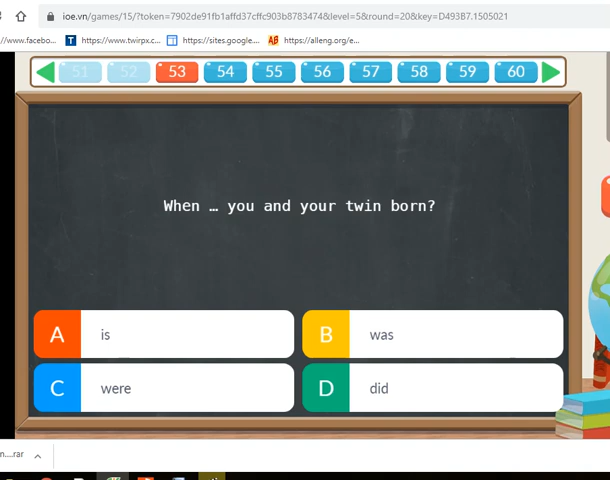 ioe.vn/games/15/?token=7902de91fb1affd37cffc903b8783474&level=5&round=20&key=D493B7.1505021
//www.facebo... T https://www.twirpx.c... https://sites.google.... AB https://alleng.org/e...
51 52 53 54 55 56 57 58 59 60
When … you and your twin born?
A is
B was
C were
D did
n....rar